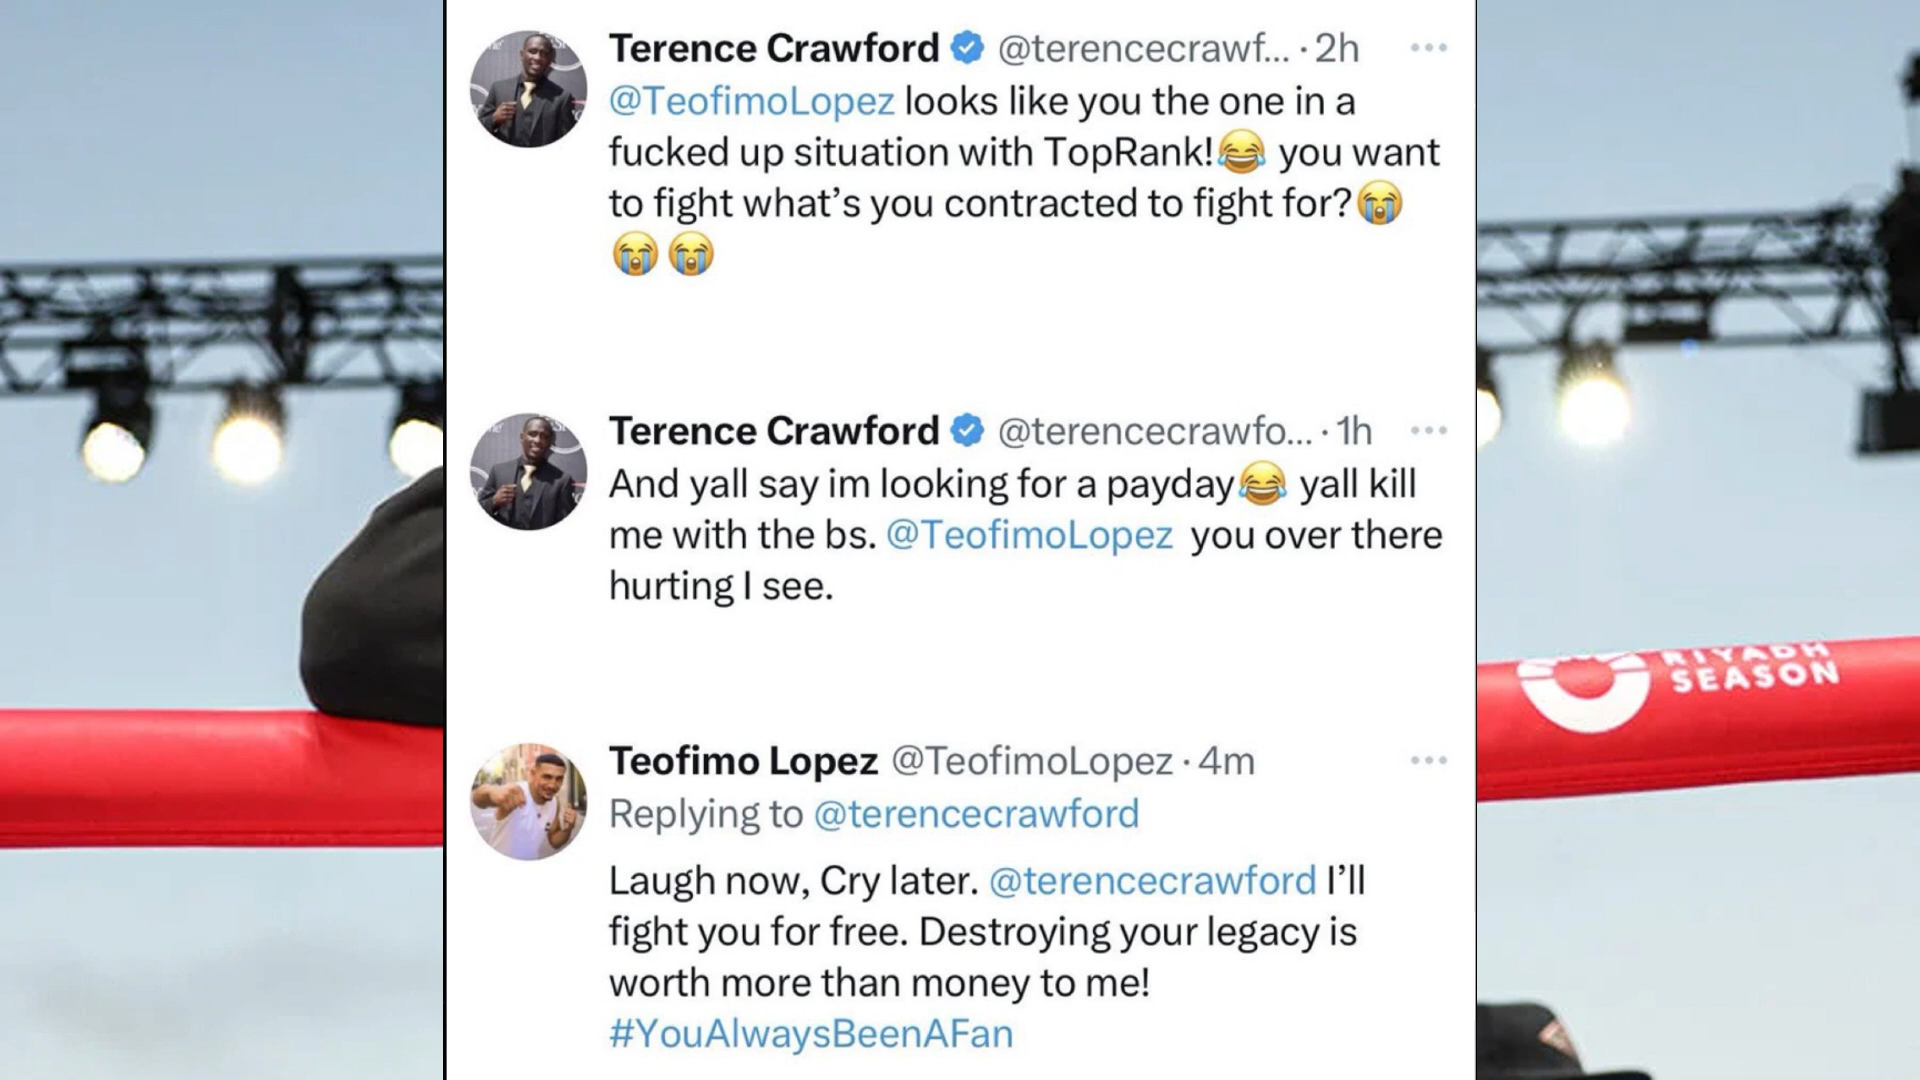 Terence Crawford @terencecrawf... · 2h
@TeofimoLopez looks like you the one in a
fucked up situation with TopRank!😂 you want
to fight what’s you contracted to fight for?😭
😭😭
Terence Crawford @terencecrawfo... · 1h
And yall say im looking for a payday😂 yall kill
me with the bs. @TeofimoLopez you over there
hurting I see.
Teofimo Lopez @TeofimoLopez · 4m
Replying to @terencecrawford
Laugh now, Cry later. @terencecrawford I’ll
fight you for free. Destroying your legacy is
worth more than money to me!
#YouAlwaysBeenAFan
RIYADH
SEASON